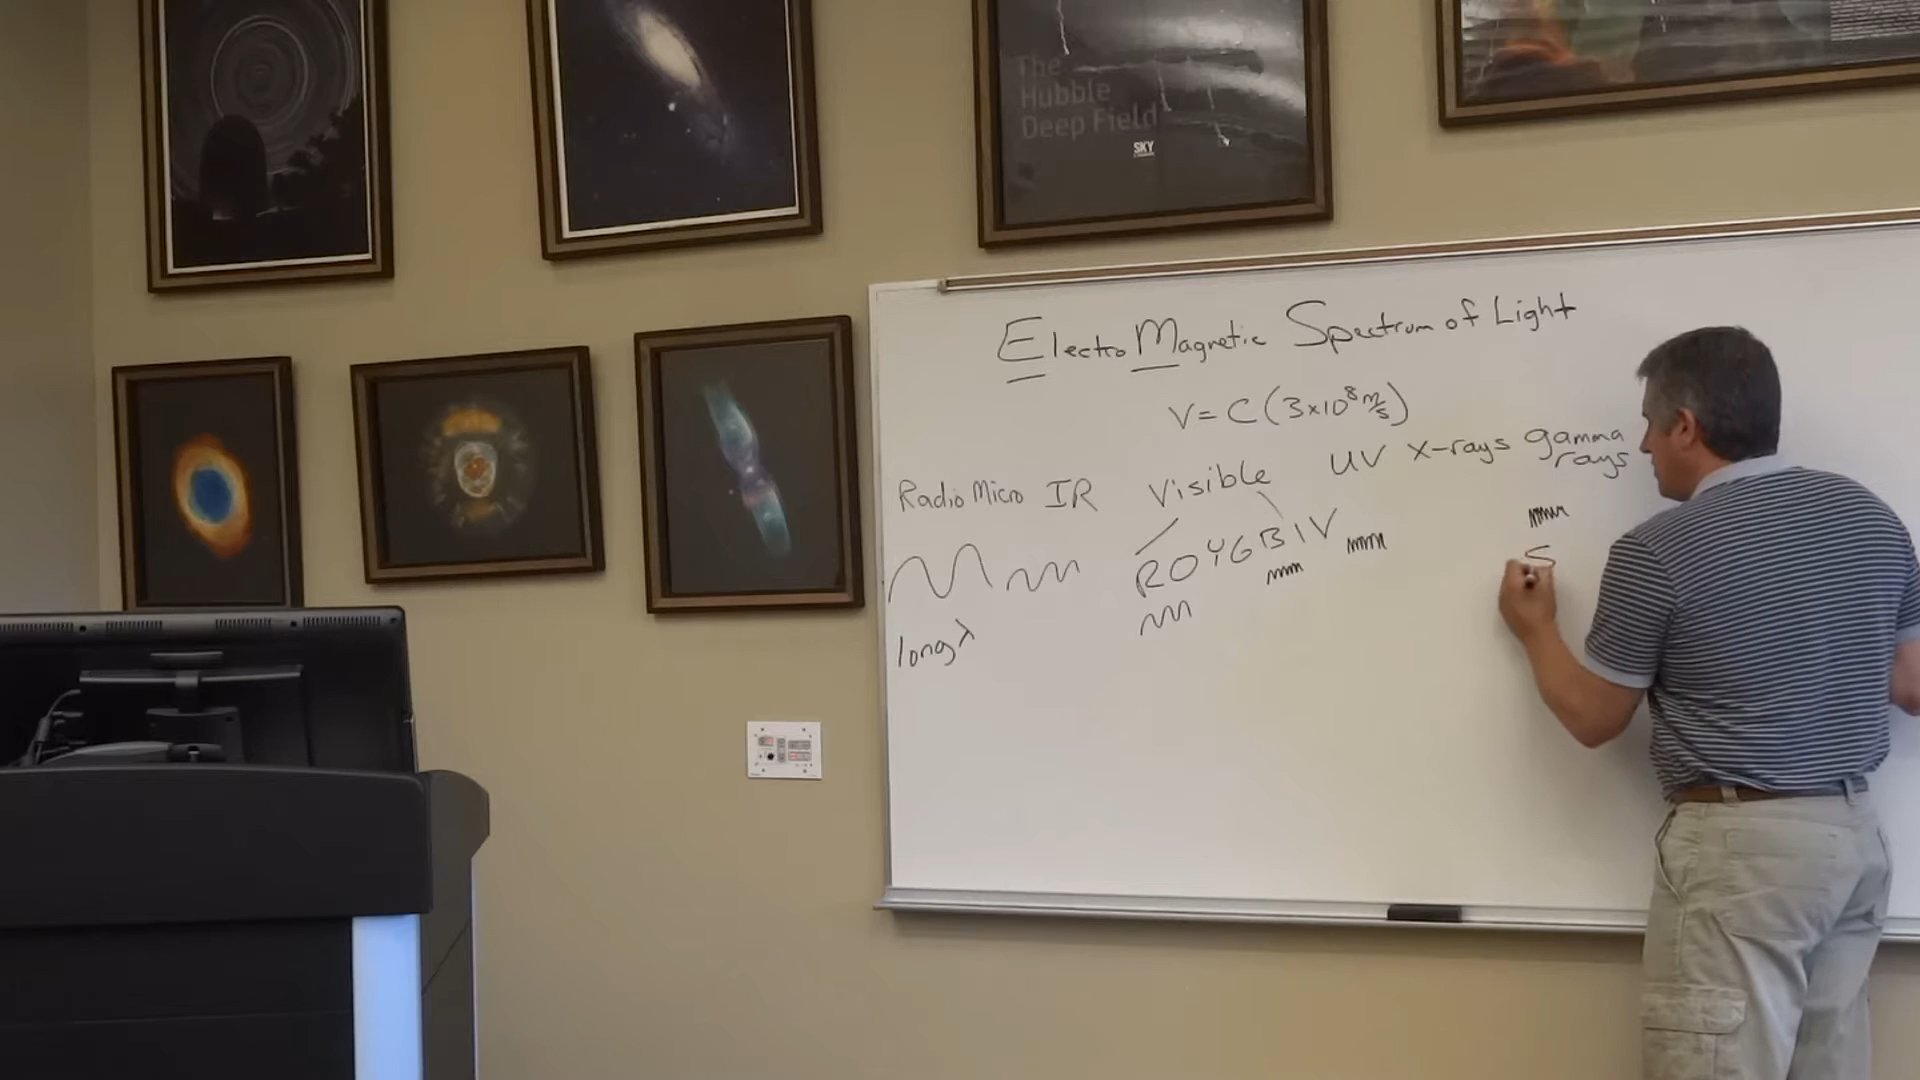 The
Hubble
Deep Field
SKY
ElectroMagnetic Spectrum of Light
V = C (3x10⁸ m/s)
Radio Micro IR Visible UV X-rays gamma rays
ROYGBIV
long λ
S